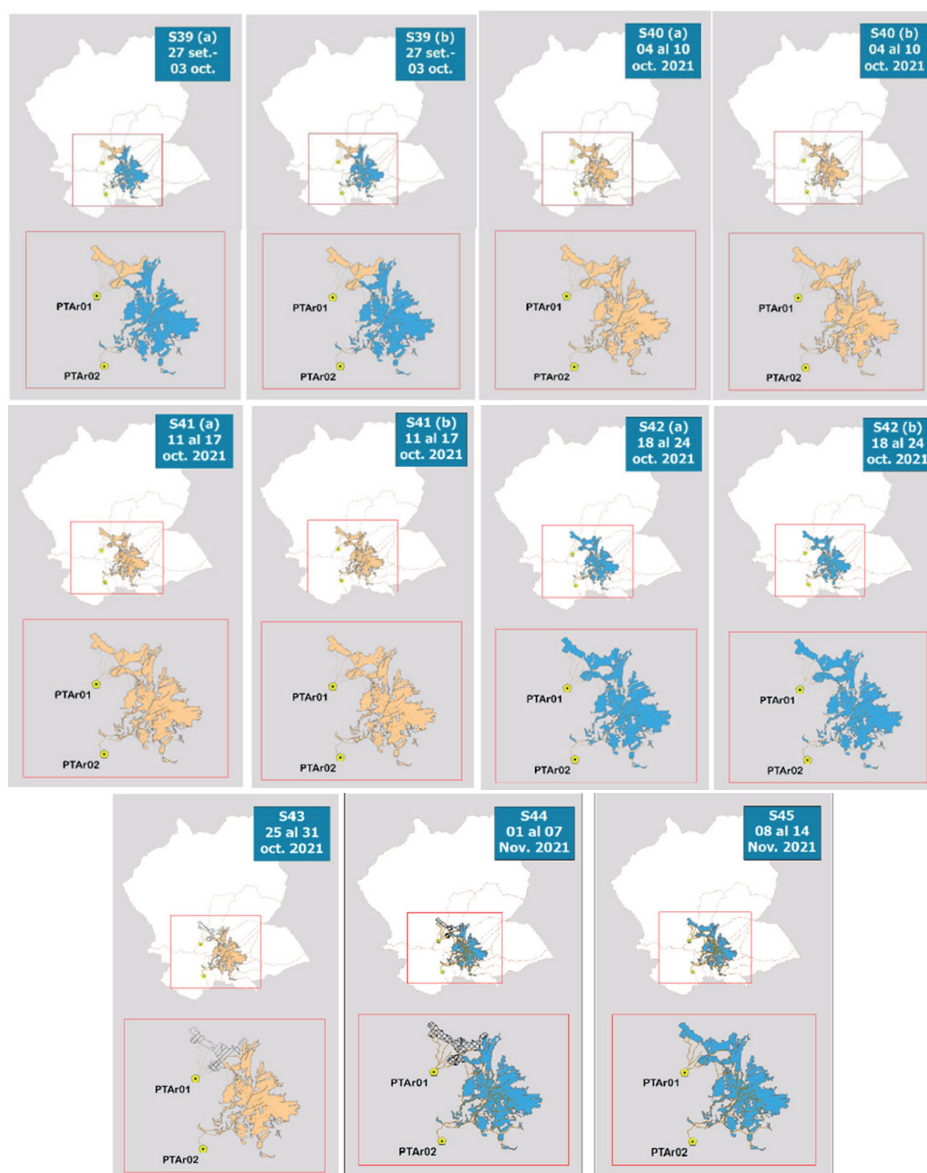 S39 (a)
27 set.-
03 oct.
PTAr01
PTAr02
S39 (b)
27 set.-
03 oct.
PTAr01
PTAr02
S40 (a)
04 al 10
oct. 2021
PTAr01
PTAr02
S40 (b)
04 al 10
oct. 2021
PTAr01
PTAr02
S41 (a)
11 al 17
oct. 2021
PTAr01
PTAr02
S41 (b)
11 al 17
oct. 2021
PTAr01
PTAr02
S42 (a)
18 al 24
oct. 2021
PTAr01
PTAr02
S42 (b)
18 al 24
oct. 2021
PTAr01
PTAr02
S43
25 al 31
oct. 2021
PTAr01
PTAr02
S44
01 al 07
Nov. 2021
PTAr01
PTAr02
S45
08 al 14
Nov. 2021
PTAr01
PTAr02